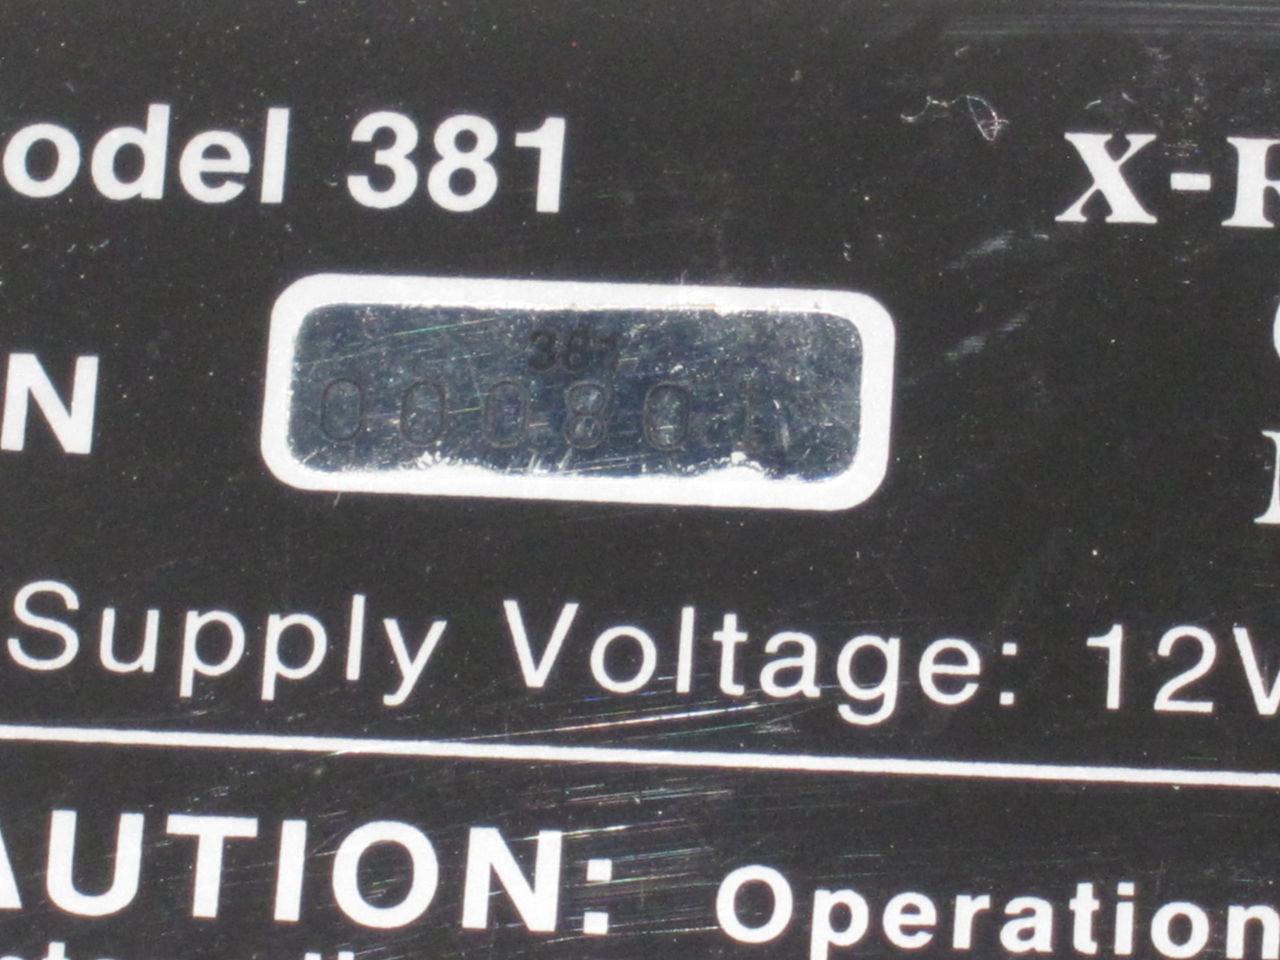 odel 381
X-R
N
381
000801
Supply Voltage: 12V
AUTION: Operation